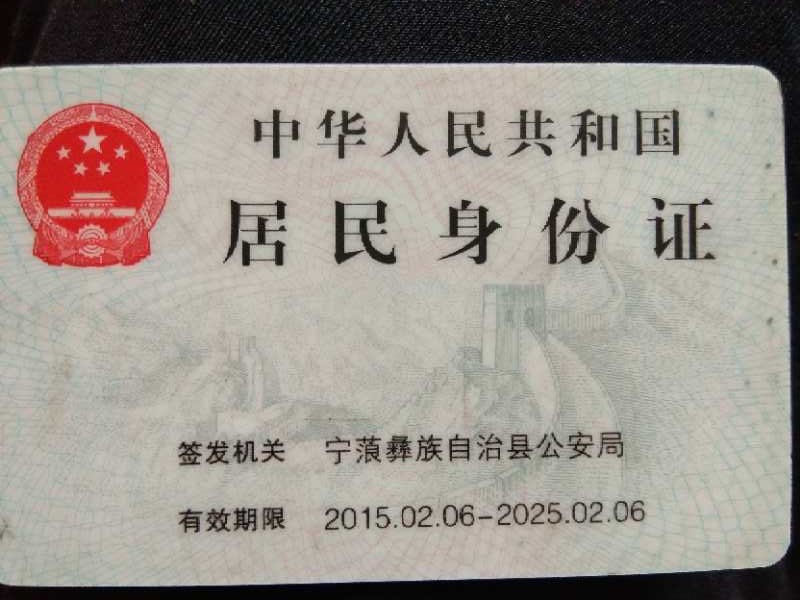 中华人民共和国
居民身份证
签发机关 宁蒗彝族自治县公安局
有效期限 2015.02.06-2025.02.06